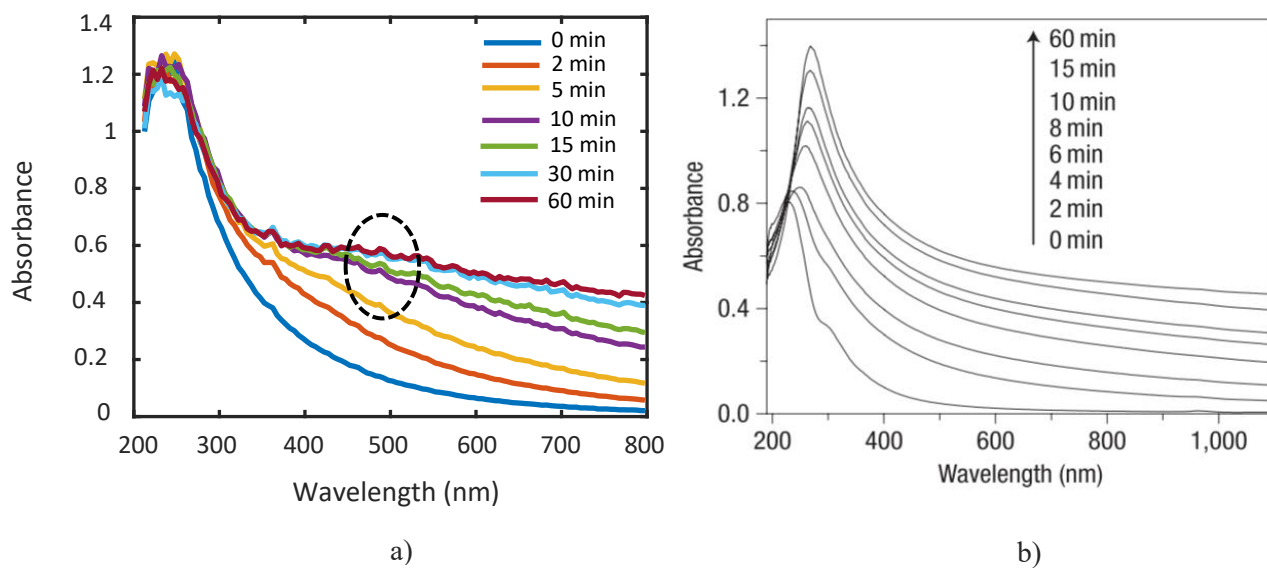 1.4
1.2
1
0.8
0.6
0.4
0.2
0
200 300 400 500 600 700 800
Absorbance
Wavelength (nm)
0 min
2 min
5 min
10 min
15 min
30 min
60 min
a)
1.2
0.8
0.4
0.0
200 400 600 800 1,000
Absorbance
Wavelength (nm)
60 min
15 min
10 min
8 min
6 min
4 min
2 min
0 min
b)